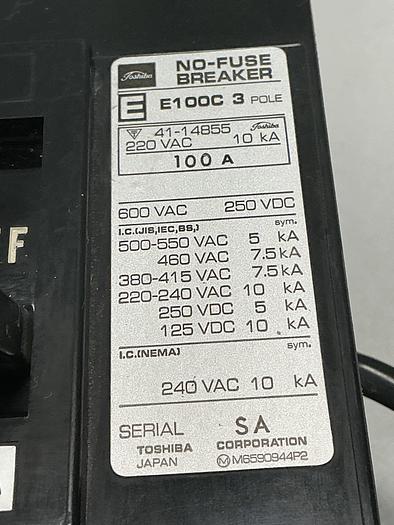 Toshiba NO-FUSE
BREAKER
E E100C 3 POLE
41-14855 Toshiba
220 VAC 10 kA
100 A
600 VAC 250 VDC
I.C.(JIS,IEC,BS,) sym.
500-550 VAC 5 kA
460 VAC 7.5 kA
380-415 VAC 7.5 kA
220-240 VAC 10 kA
250 VDC 5 kA
125 VDC 10 kA
I.C.(NEMA) sym.
240 VAC 10 kA
SERIAL SA
TOSHIBA CORPORATION
JAPAN M M6590944P2
F